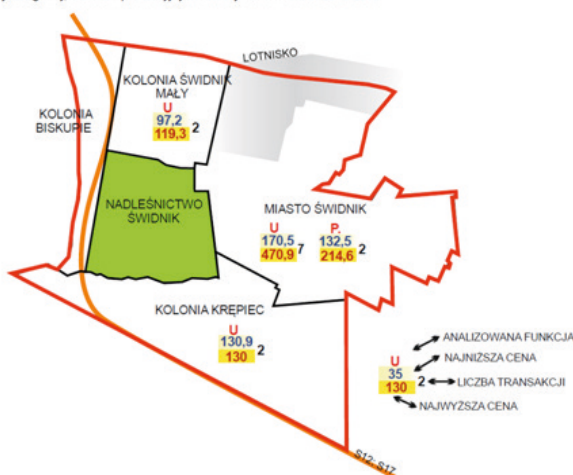 LOTNISKO
KOLONIA ŚWIDNIK
MAŁY
U
97,2
119,3 2
KOLONIA
BISKUPIE
NADLEŚNICTWO
ŚWIDNIK
MIASTO ŚWIDNIK
U P.
170,5 132,5
470,9 7 214,6 2
KOLONIA KRĘPIEC
U
130,9
130 2
ANALIZOWANA FUNKCJA
U
NAJNIŻSZA CENA
35
130 2 LICZBA TRANSAKCJI
NAJWYŻSZA CENA
S12; S17